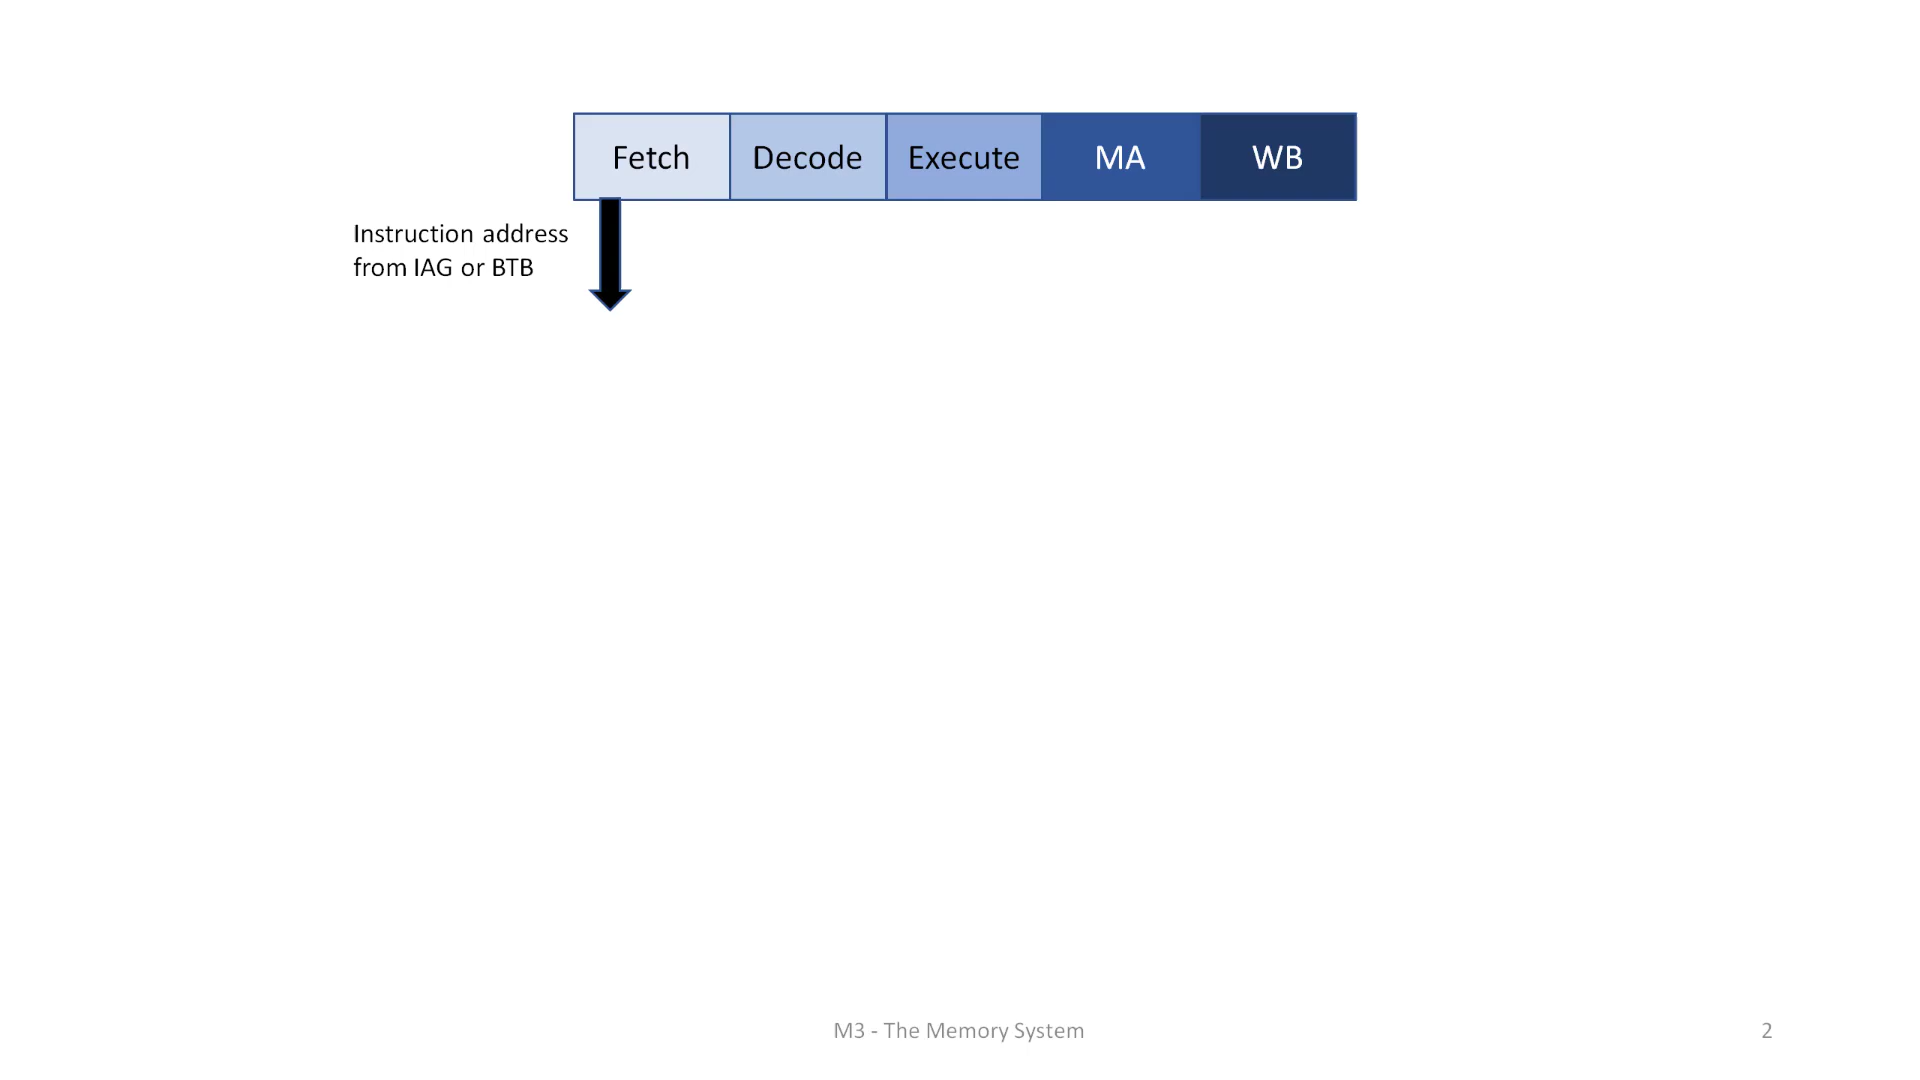 Fetch Decode Execute MA WB
Instruction address
from IAG or BTB
M3 - The Memory System
2